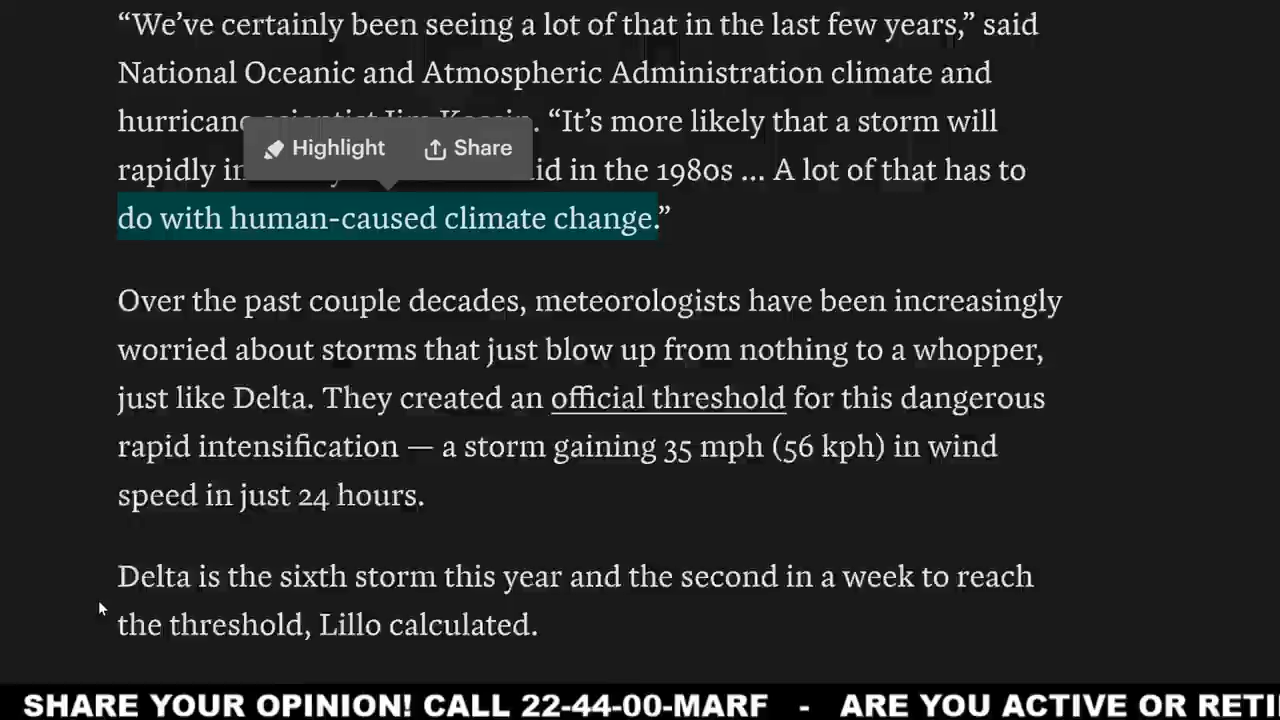 “We’ve certainly been seeing a lot of that in the last few years,” said
National Oceanic and Atmospheric Administration climate and
hurricane scientist Jim Kossin. “It’s more likely that a storm will
Highlight Share
rapidly in the 1980s ... A lot of that has to
do with human-caused climate change.”
Over the past couple decades, meteorologists have been increasingly
worried about storms that just blow up from nothing to a whopper,
just like Delta. They created an official threshold for this dangerous
rapid intensification — a storm gaining 35 mph (56 kph) in wind
speed in just 24 hours.
Delta is the sixth storm this year and the second in a week to reach
the threshold, Lillo calculated.
SHARE YOUR OPINION! CALL 22-44-00-MARF - ARE YOU ACTIVE OR RETI